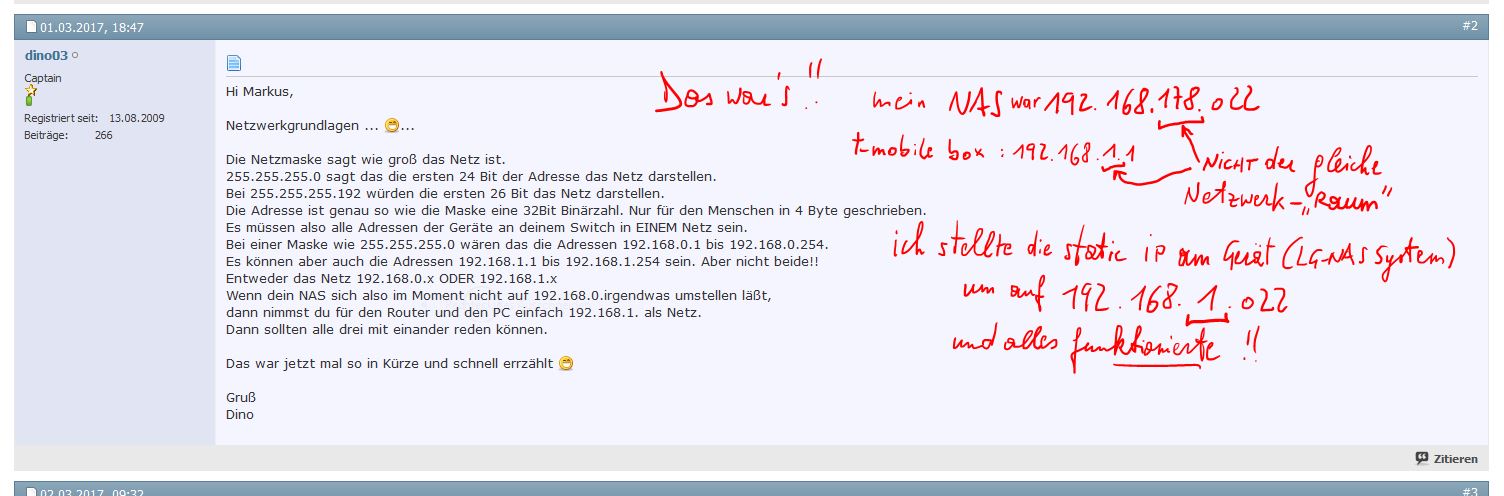 01.03.2017, 18:47
#2
dino03
Captain
Registriert seit: 13.08.2009
Beiträge: 266
Hi Markus,
Netzwerkgrundlagen ... ...
Die Netzmaske sagt wie groß das Netz ist.
255.255.255.0 sagt das die ersten 24 Bit der Adresse das Netz darstellen.
Bei 255.255.255.192 würden die ersten 26 Bit das Netz darstellen.
Die Adresse ist genau so wie die Maske eine 32Bit Binärzahl. Nur für den Menschen in 4 Byte geschrieben.
Es müssen also alle Adressen der Geräte an deinem Switch in EINEM Netz sein.
Bei einer Maske wie 255.255.255.0 wären das die Adressen 192.168.0.1 bis 192.168.0.254.
Es können aber auch die Adressen 192.168.1.1 bis 192.168.1.254 sein. Aber nicht beide!!
Entweder das Netz 192.168.0.x ODER 192.168.1.x
Wenn dein NAS sich also im Moment nicht auf 192.168.0.irgendwas umstellen läßt,
dann nimmst du für den Router und den PC einfach 192.168.1. als Netz.
Dann sollten alle drei mit einander reden können.
Das war jetzt mal so in Kürze und schnell errzählt
Gruß
Dino
Das war's!!
mein NAS war 192.168.178.022
t-mobile box : 192.168.1.1
NICHT der gleiche
Netzwerk-„Raum"
ich stellte die static IP am Gerät (LG-NAS System)
um auf 192.168.1.022
und alles funktionierte !!
Zitieren
02.03.2017, 09:32
#3